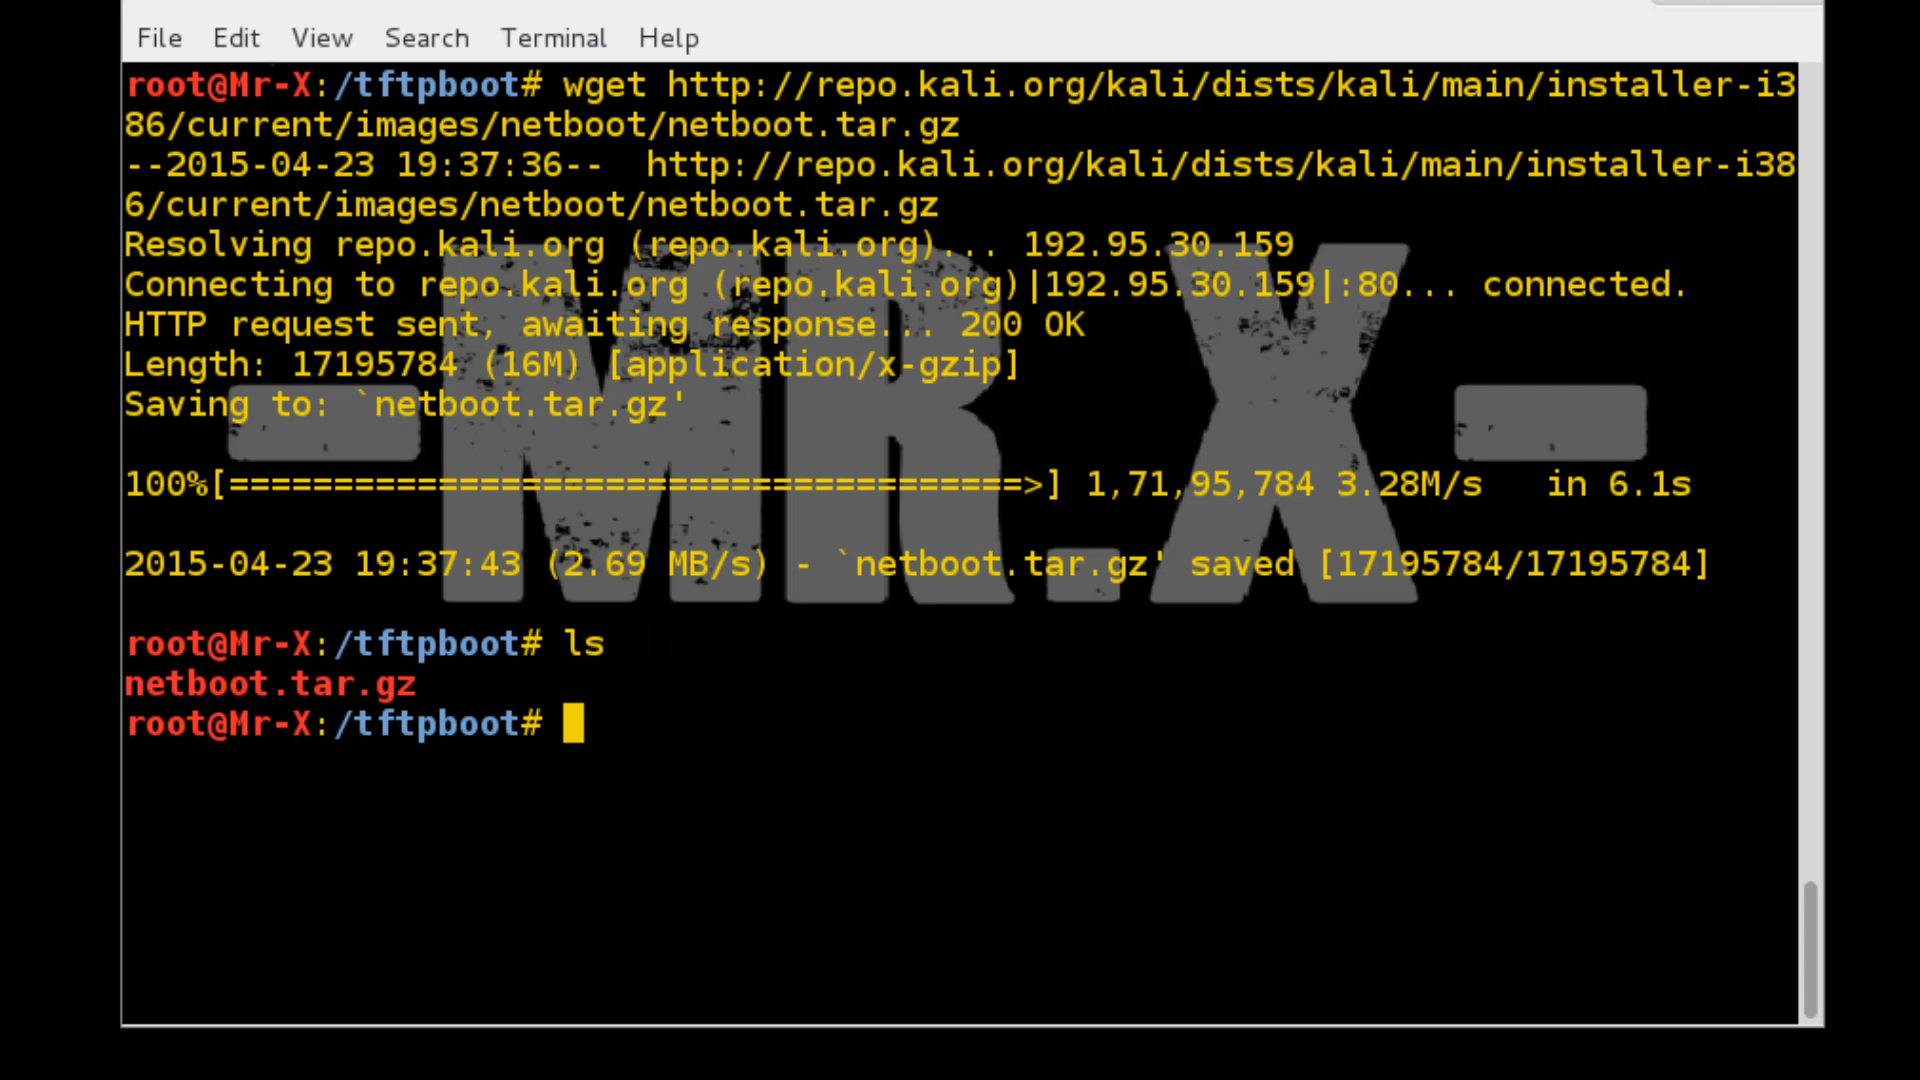 File Edit View Search Terminal Help
root@Mr-X:/tftpboot# wget http://repo.kali.org/kali/dists/kali/main/installer-i3
86/current/images/netboot/netboot.tar.gz
--2015-04-23 19:37:36--  http://repo.kali.org/kali/dists/kali/main/installer-i38
6/current/images/netboot/netboot.tar.gz
Resolving repo.kali.org (repo.kali.org)... 192.95.30.159
Connecting to repo.kali.org (repo.kali.org)|192.95.30.159|:80... connected.
HTTP request sent, awaiting response... 200 OK
Length: 17195784 (16M) [application/x-gzip]
Saving to: `netboot.tar.gz'
-MR.X-
100%[======================================>] 1,71,95,784 3.28M/s   in 6.1s
2015-04-23 19:37:43 (2.69 MB/s) - `netboot.tar.gz' saved [17195784/17195784]
root@Mr-X:/tftpboot# ls
netboot.tar.gz
root@Mr-X:/tftpboot#